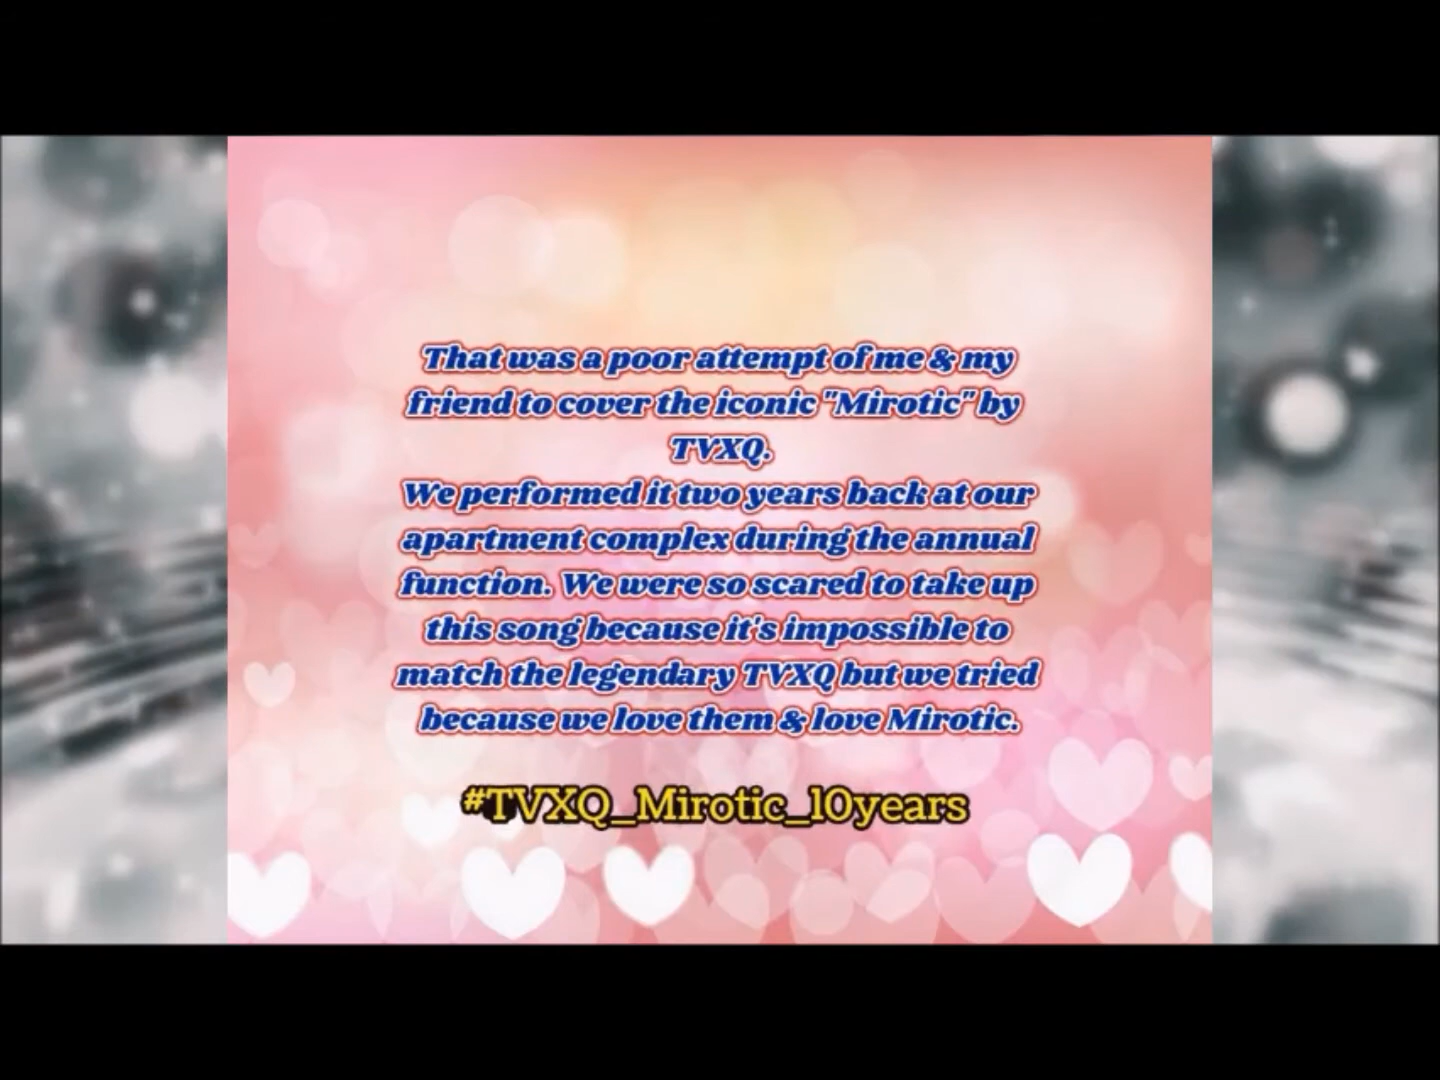 That was a poor attempt of me & my
friend to cover the iconic "Mirotic" by
TVXQ.
We performed it two years back at our
apartment complex during the annual
function. We were so scared to take up
this song because it's impossible to
match the legendary TVXQ but we tried
because we love them & love Mirotic.
#TVXQ_Mirotic_10years